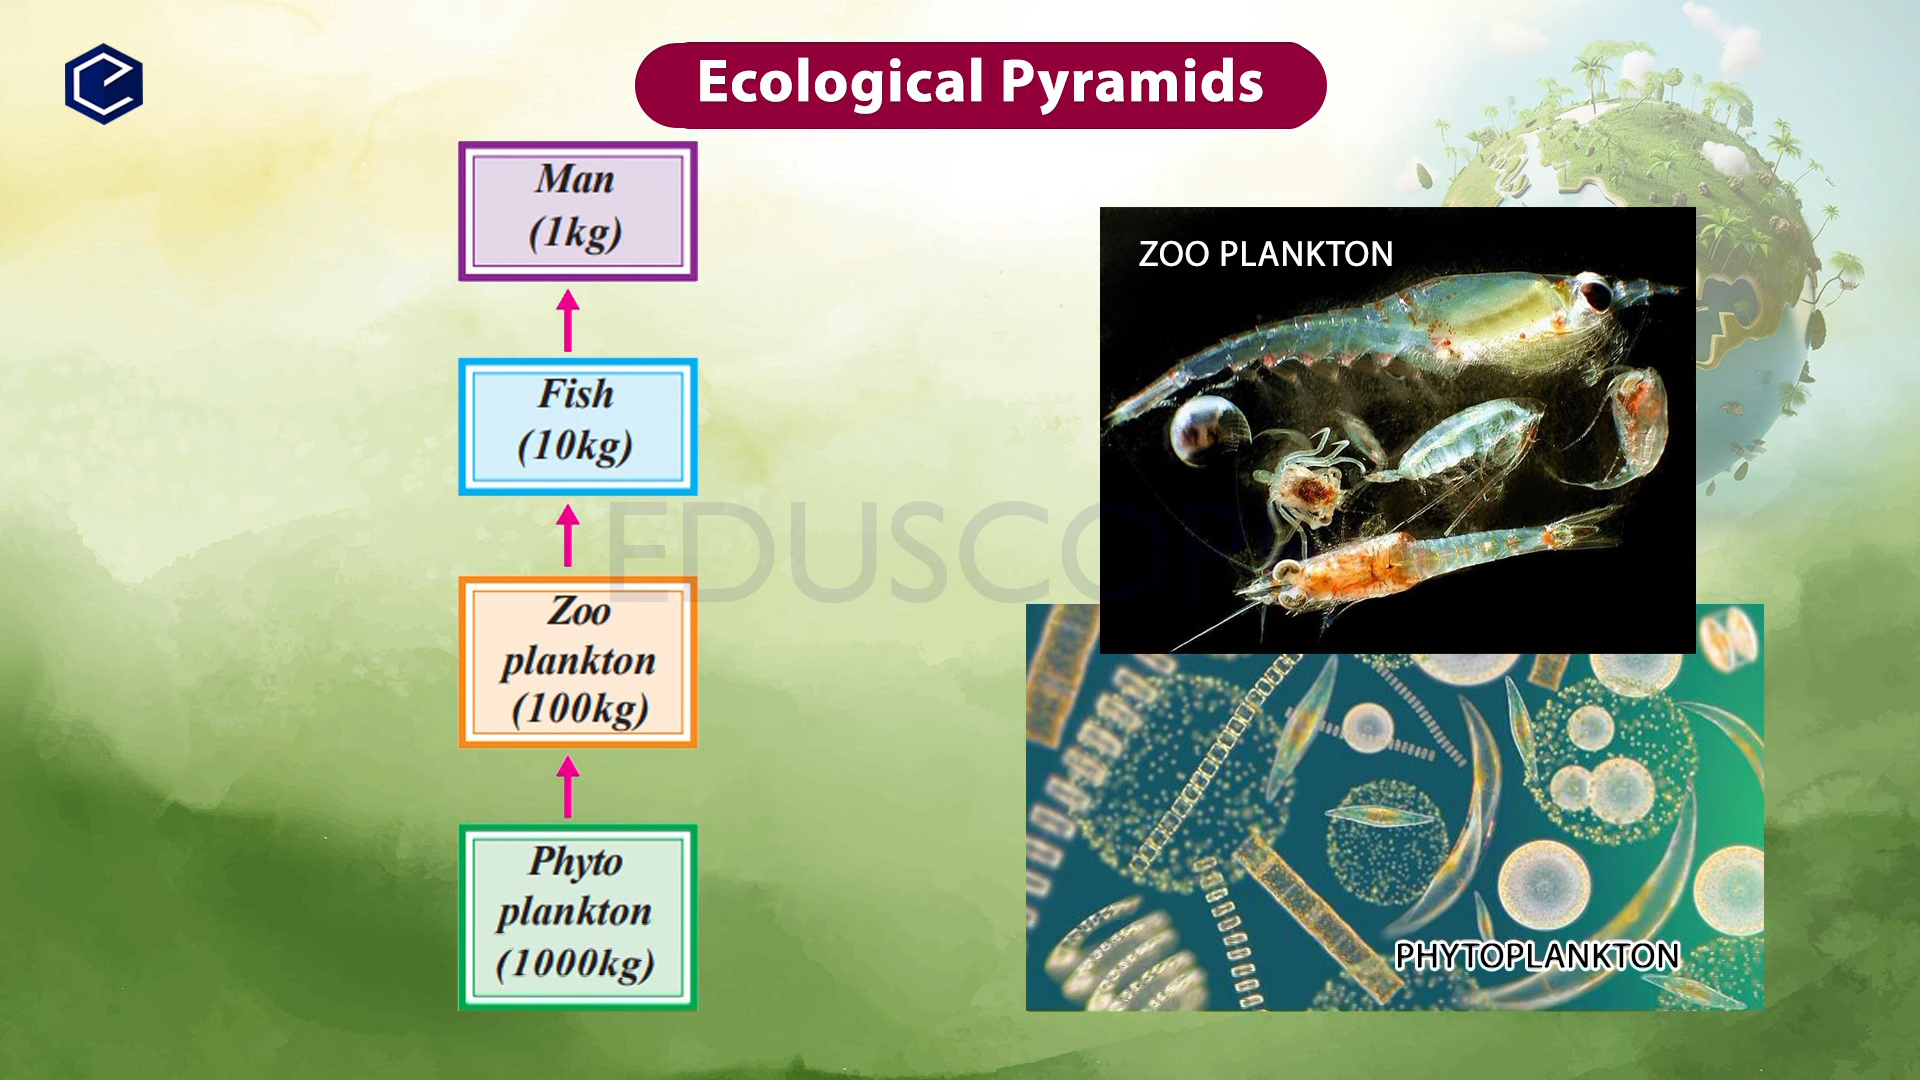 Ecological Pyramids
Man
(1kg)
Fish
(10kg)
Zoo
plankton
(100kg)
Phyto
plankton
(1000kg)
ZOO PLANKTON
PHYTOPLANKTON